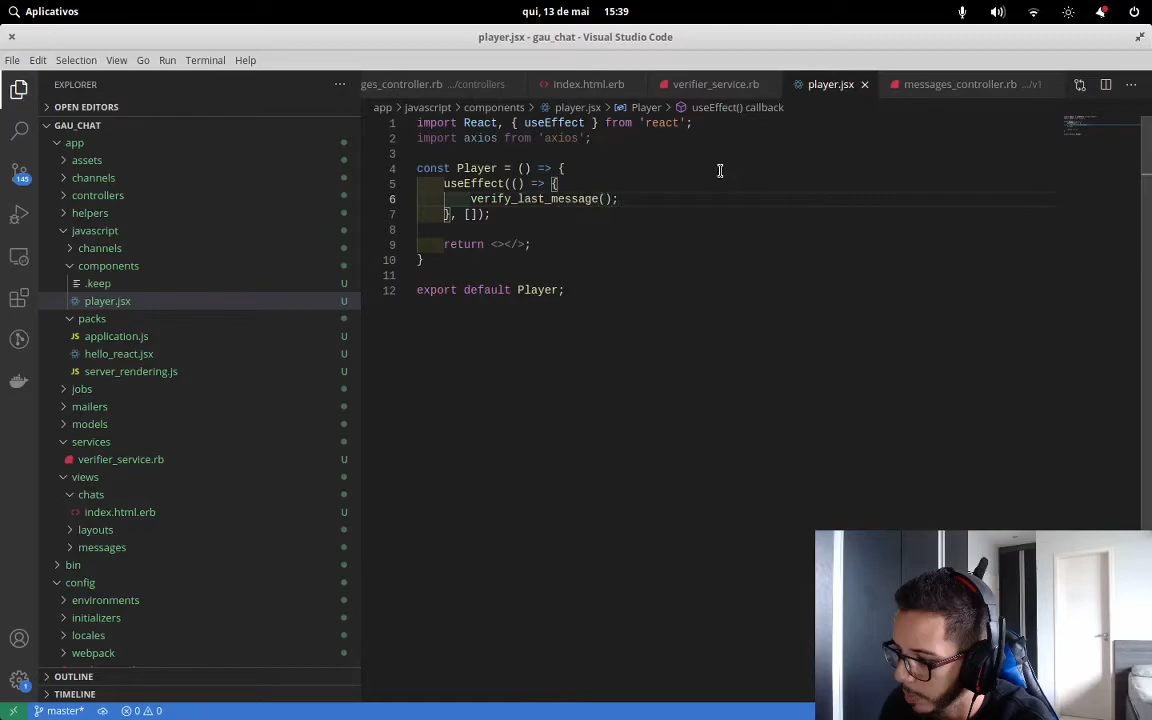 Aplicativos
qui, 13 de mai 15:39
player.jsx - gau_chat - Visual Studio Code
File Edit Selection View Go Run Terminal Help
EXPLORER
ges_controller.rb .../controllers
index.html.erb
verifier_service.rb
player.jsx
messages_controller.rb .../v1
OPEN EDITORS
GAU_CHAT
app
assets
channels
controllers
helpers
javascript
channels
components
.keep U
player.jsx U
packs
JS application.js U
hello_react.jsx U
JS server_rendering.js U
jobs
mailers
models
services
verifier_service.rb U
views
chats
index.html.erb U
layouts
messages
bin
config
environments
initializers
locales
webpack
OUTLINE
TIMELINE
145
1
app > javascript > components > player.jsx > Player > useEffect() callback
1 import React, { useEffect } from 'react';
2 import axios from 'axios';
3
4 const Player = () => {
5 useEffect(() => {
6 verify_last_message();
7 }, []);
8
9 return <></>;
10 }
11
12 export default Player;
master* 0 0